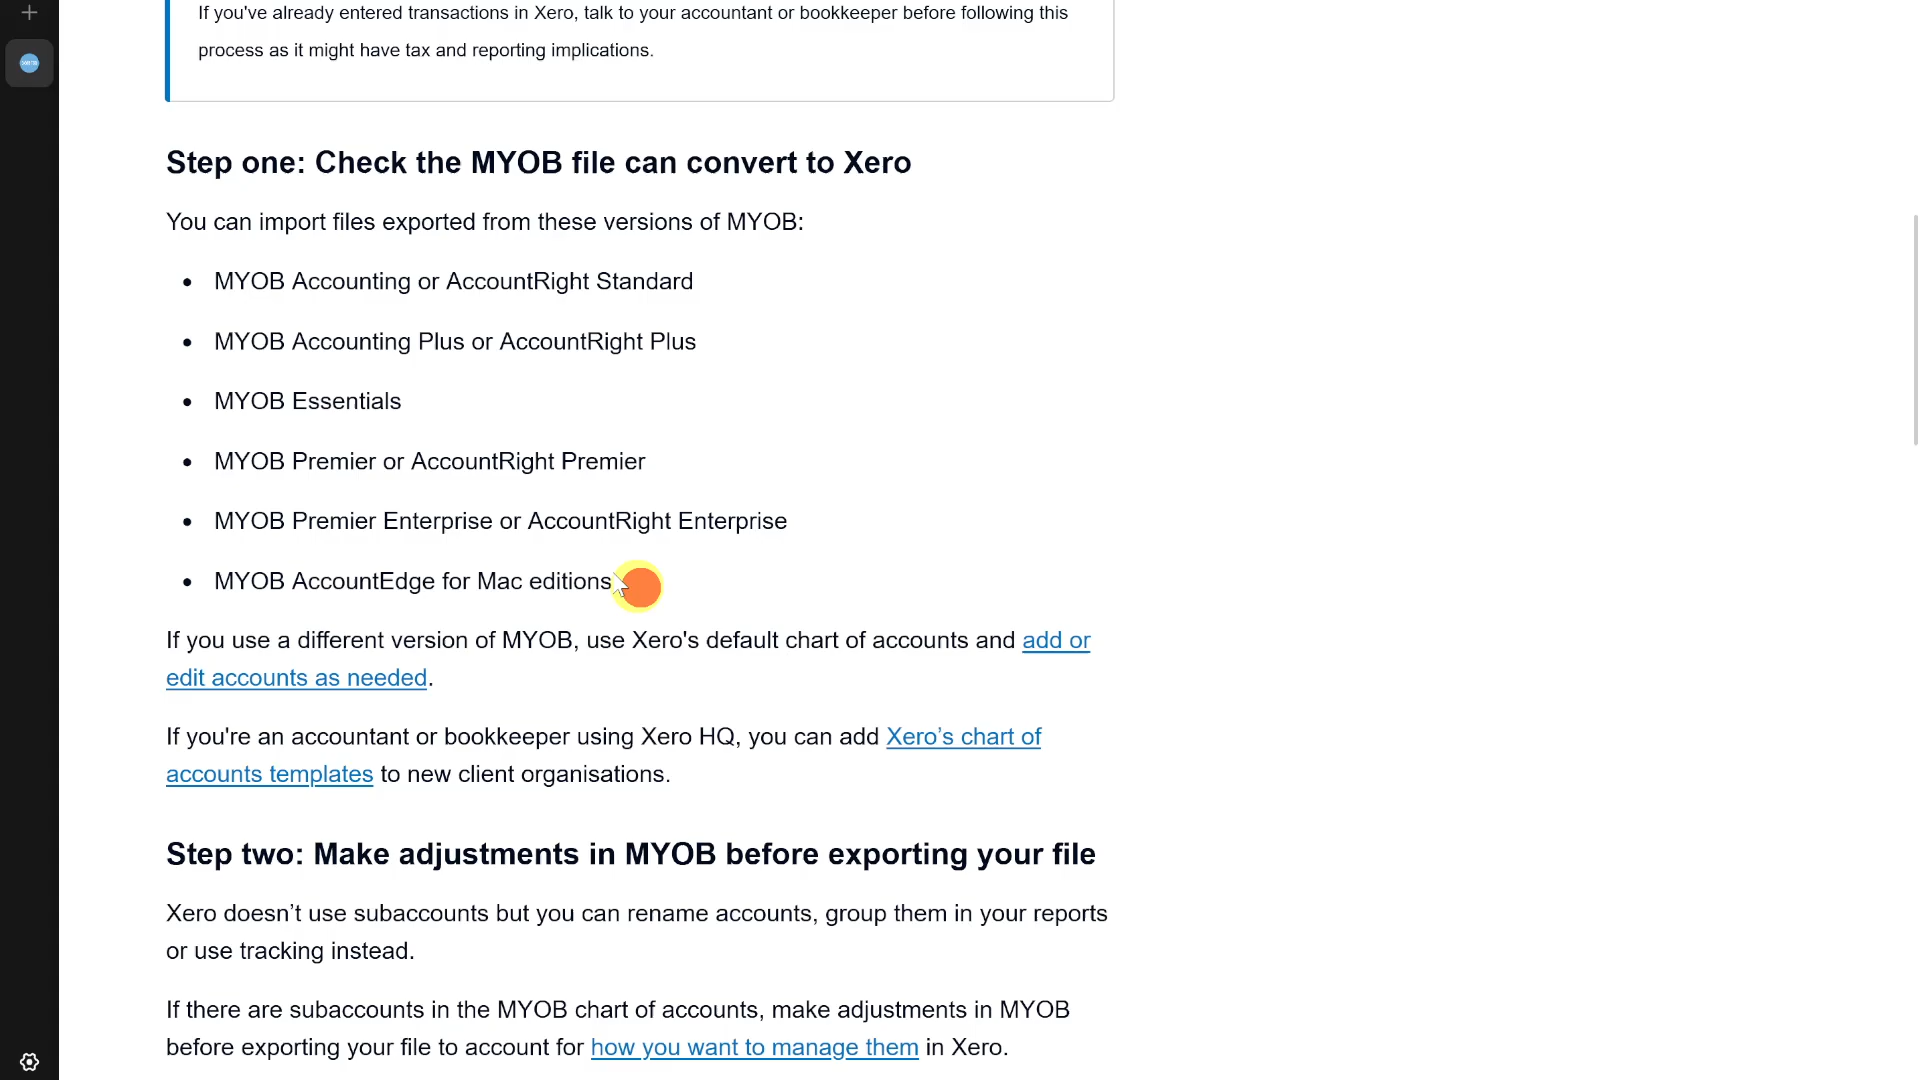 If you've already entered transactions in Xero, talk to your accountant or bookkeeper before following this
process as it might have tax and reporting implications.
Step one: Check the MYOB file can convert to Xero
You can import files exported from these versions of MYOB:
MYOB Accounting or AccountRight Standard
MYOB Accounting Plus or AccountRight Plus
MYOB Essentials
MYOB Premier or AccountRight Premier
MYOB Premier Enterprise or AccountRight Enterprise
MYOB AccountEdge for Mac editions
If you use a different version of MYOB, use Xero's default chart of accounts and add or
edit accounts as needed.
If you're an accountant or bookkeeper using Xero HQ, you can add Xero’s chart of
accounts templates to new client organisations.
Step two: Make adjustments in MYOB before exporting your file
Xero doesn’t use subaccounts but you can rename accounts, group them in your reports
or use tracking instead.
If there are subaccounts in the MYOB chart of accounts, make adjustments in MYOB
before exporting your file to account for how you want to manage them in Xero.